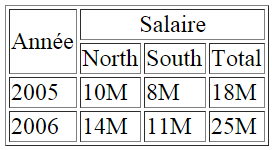 Année Salaire
North South Total
2005 10M 8M 18M
2006 14M 11M 25M